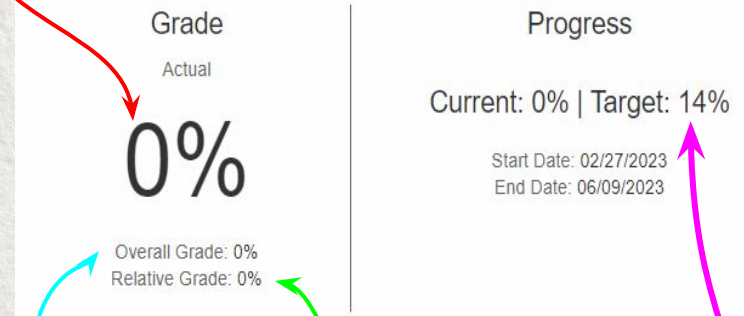 Grade
Actual
0%
Overall Grade: 0%
Relative Grade: 0%
Progress
Current: 0% | Target: 14%
Start Date: 02/27/2023
End Date: 06/09/2023